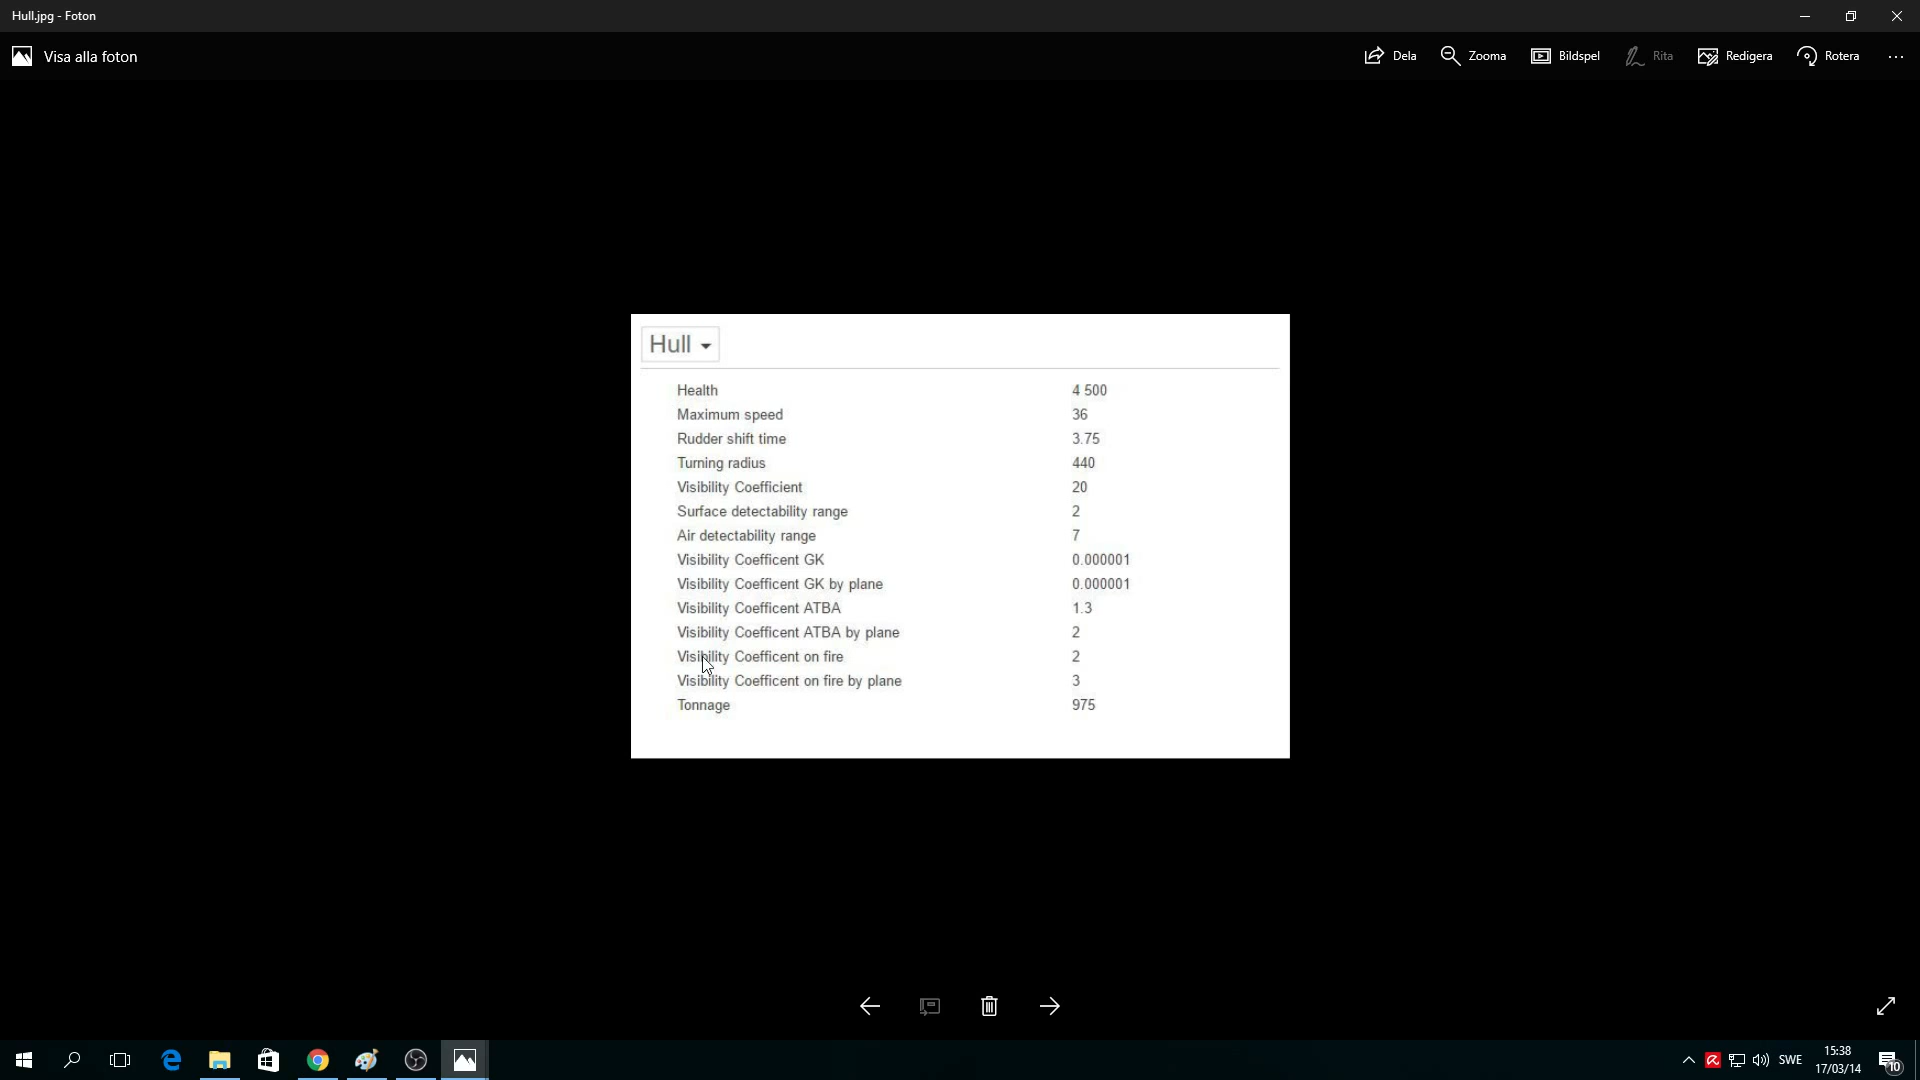 Hull.jpg - Foton
Visa alla foton
Dela
Zooma
Bildspel
Rita
Redigera
Rotera
Hull
Health 4 500
Maximum speed 36
Rudder shift time 3.75
Turning radius 440
Visibility Coefficient 20
Surface detectability range 2
Air detectability range 7
Visibility Coefficent GK 0.000001
Visibility Coefficent GK by plane 0.000001
Visibility Coefficent ATBA 1.3
Visibility Coefficent ATBA by plane 2
Visibility Coefficent on fire 2
Visibility Coefficent on fire by plane 3
Tonnage 975
SWE
15:38
17/03/14
10